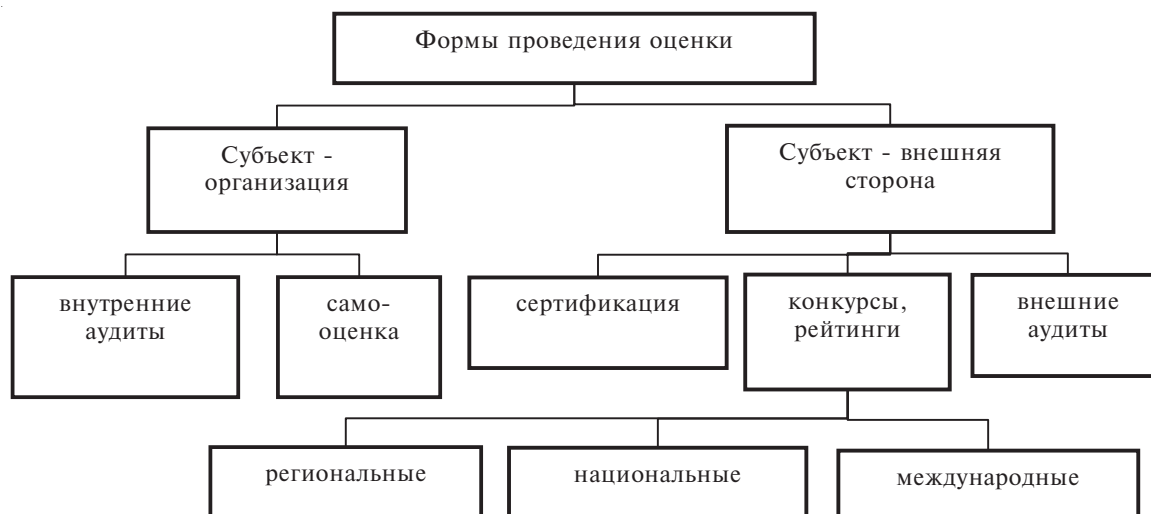 Формы проведения оценки
Субъект -
организация
Субъект - внешняя
сторона
внутренние
аудиты
само-
оценка
сертификация
конкурсы,
рейтинги
внешние
аудиты
региональные
национальные
международные